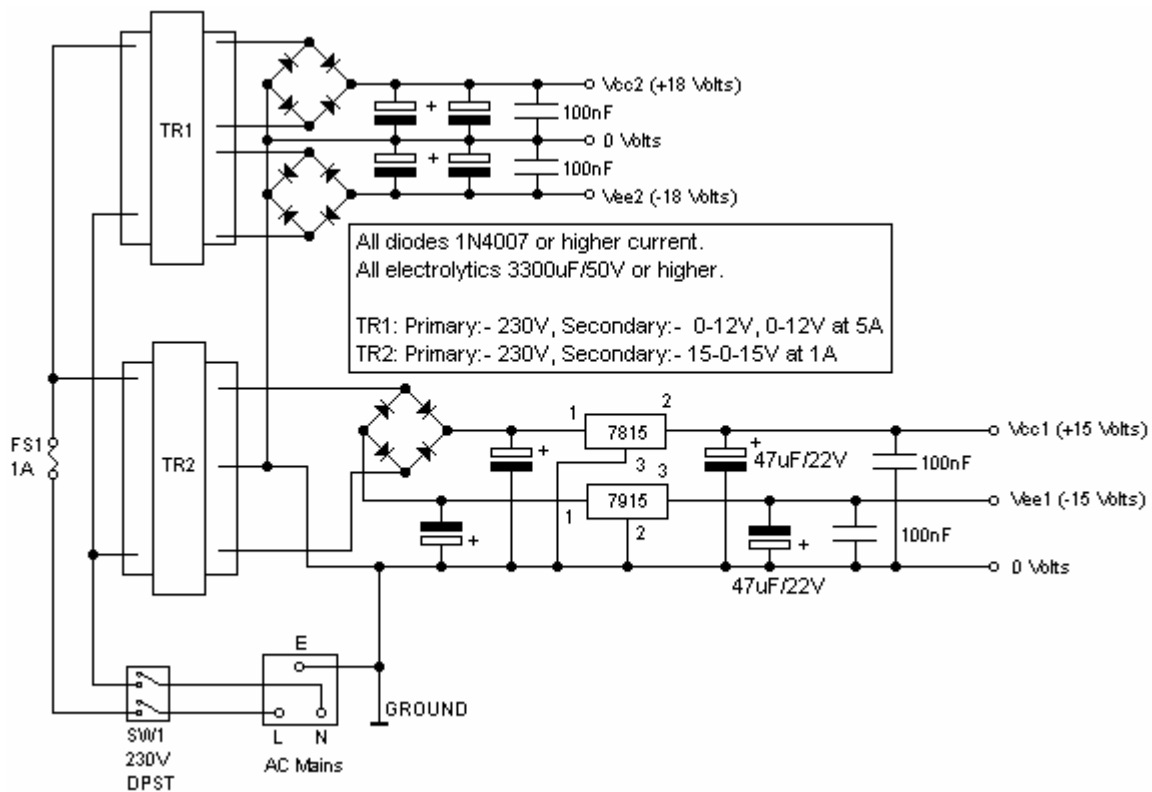 TR1
+
+
100nF
100nF
Vcc2 (+18 Volts)
0 Volts
Vee2 (-18 Volts)
All diodes 1N4007 or higher current.
All electrolytics 3300uF/50V or higher.
TR1: Primary:- 230V, Secondary:- 0-12V, 0-12V at 5A
TR2: Primary:- 230V, Secondary:- 15-0-15V at 1A
FS1
1A
TR2
+
1
7815
2
3
+
47uF/22V
100nF
Vcc1 (+15 Volts)
+
1
7915
3
2
+
47uF/22V
100nF
Vee1 (-15 Volts)
0 Volts
E
L
N
AC Mains
GROUND
SW1
230V
DPST